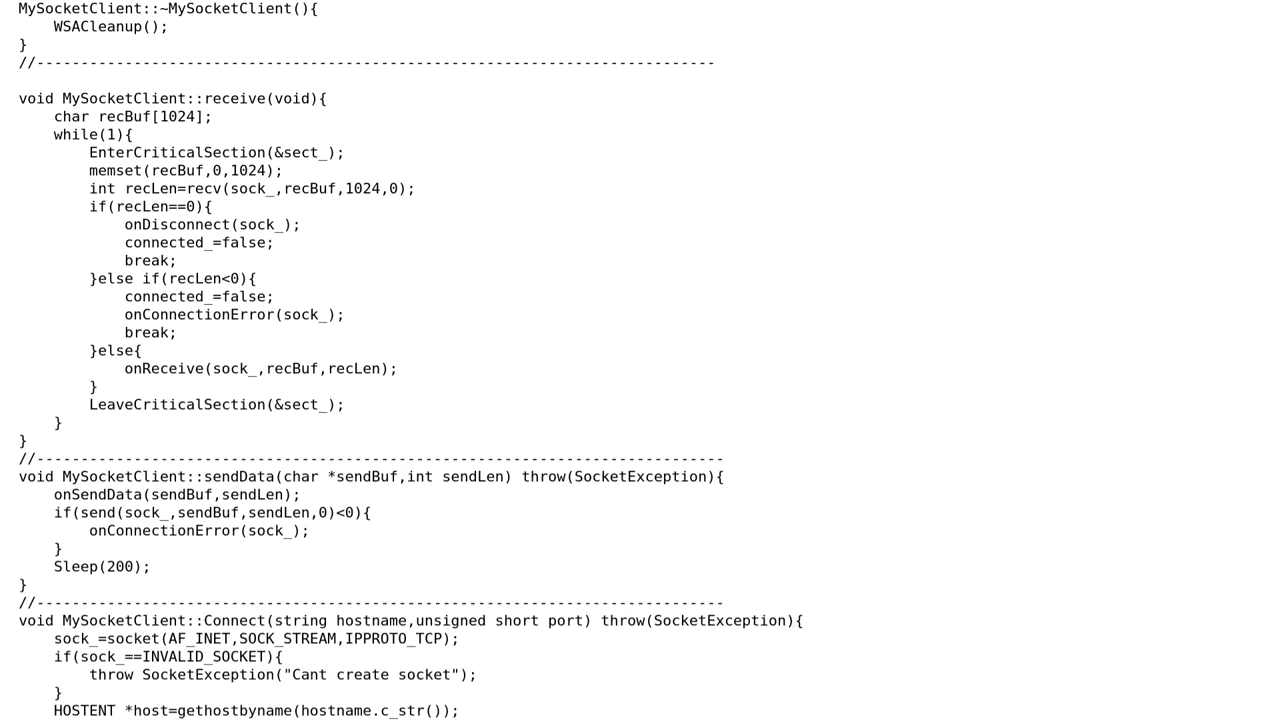 MySocketClient::~MySocketClient(){
    WSACleanup();
}
//------------------------------------------------------------------------------
void MySocketClient::receive(void){
    char recBuf[1024];
    while(1){
        EnterCriticalSection(&sect_);
        memset(recBuf,0,1024);
        int recLen=recv(sock_,recBuf,1024,0);
        if(recLen==0){
            onDisconnect(sock_);
            connected_=false;
            break;
        }else if(recLen<0){
            connected_=false;
            onConnectionError(sock_);
            break;
        }else{
            onReceive(sock_,recBuf,recLen);
        }
        LeaveCriticalSection(&sect_);
    }
}
//-------------------------------------------------------------------------------
void MySocketClient::sendData(char *sendBuf,int sendLen) throw(SocketException){
    onSendData(sendBuf,sendLen);
    if(send(sock_,sendBuf,sendLen,0)<0){
        onConnectionError(sock_);
    }
    Sleep(200);
}
//-------------------------------------------------------------------------------
void MySocketClient::Connect(string hostname,unsigned short port) throw(SocketException){
    sock_=socket(AF_INET,SOCK_STREAM,IPPROTO_TCP);
    if(sock_==INVALID_SOCKET){
        throw SocketException("Cant create socket");
    }
    HOSTENT *host=gethostbyname(hostname.c_str());